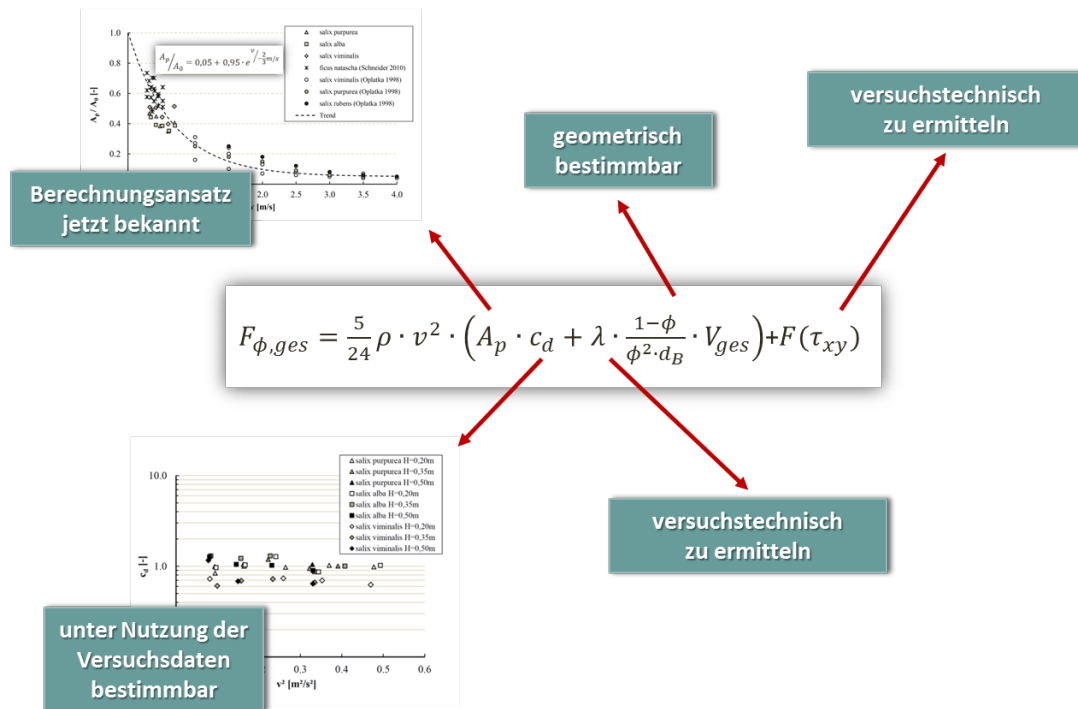 1.0
0.8
0.6
0.4
0.2
A_p / A_0 [-]
A_p/A_0 = 0,05 + 0,95 · e^{v/(2/3 m/s)}
salix purpurea
salix alba
salix viminalis
ficus natascha (Schneider 2010)
salix viminalis (Oplatka 1998)
salix purpurea (Oplatka 1998)
salix rubens (Oplatka 1998)
Trend
2.0 2.5 3.0 3.5 4.0
[m/s]
Berechnungsansatz
jetzt bekannt
geometrisch
bestimmbar
versuchstechnisch
zu ermitteln
F_{ϕ,ges} = 5/24 ρ · v² · (A_p · c_d + λ · (1−ϕ)/(ϕ²·d_B) · V_{ges})+F(τ_{xy})
10.0
1.0
c_d [-]
salix purpurea H=0,20m
salix purpurea H=0,35m
salix purpurea H=0,50m
salix alba H=0,20m
salix alba H=0,35m
salix alba H=0,50m
salix viminalis H=0,20m
salix viminalis H=0,35m
salix viminalis H=0,50m
0.2 0.3 0.4 0.5 0.6
v² [m²/s²]
unter Nutzung der
Versuchsdaten
bestimmbar
versuchstechnisch
zu ermitteln